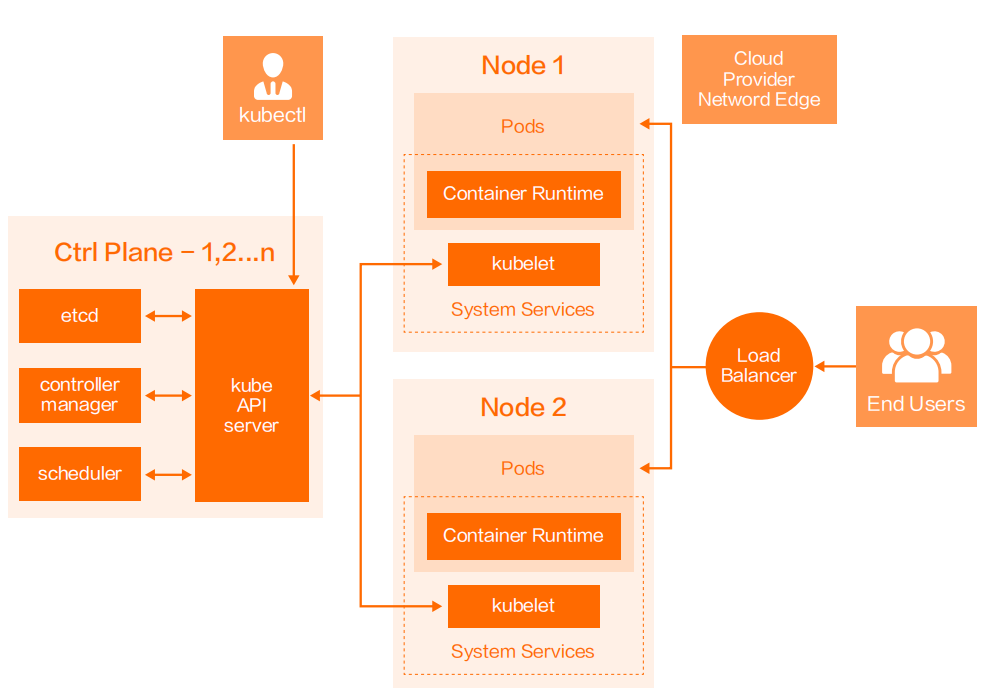 kubectl
Ctrl Plane – 1,2...n
etcd
controller
manager
scheduler
kube
API
server
Node 1
Pods
Container Runtime
kubelet
System Services
Node 2
Pods
Container Runtime
kubelet
System Services
Cloud
Provider
Netword Edge
Load
Balancer
End Users